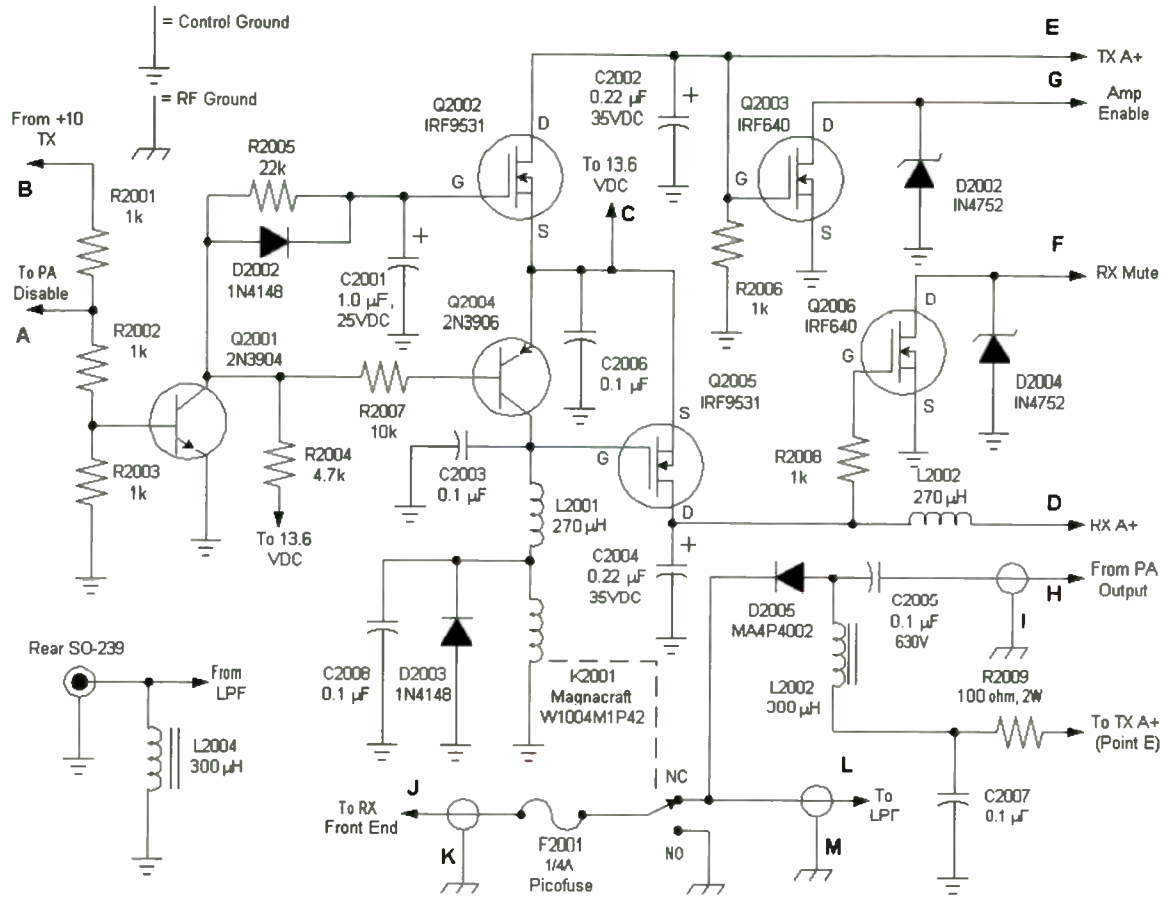 = Control Ground
= RF Ground
From +10
TX
B
R2001
1k
To PA
Disable
A
R2002
1k
R2003
1k
R2005
22k
D2002
1N4148
Q2001
2N3904
C2001
1.0 µF,
25VDC
R2004
4.7k
To 13.6
VDC
R2007
10k
Q2002
IRF9531
D
G
S
Q2004
2N3906
C2002
0.22 µF
35VDC
+
+
To 13.6
VDC
C
C2006
0.1 µF
C2003
0.1 µF
L2001
270 µH
Q2003
IRF640
D
G
S
R2006
1k
Q2005
IRF9531
S
G
D
+
C2004
0.22 µF
35VDC
E
TX A+
G
Amp
Enable
D2002
IN4752
F
RX Mute
Q2006
IRF640
D
G
S
D2004
IN4752
R2008
1k
L2002
270 µH
D
RX A+
D2005
MA4P4002
C2005
0.1 µF
630V
From PA
Output
H
I
L2002
300 µH
R2009
100 ohm, 2W
To TX A+
(Point E)
C2007
0.1 µF
Rear SO-239
From
LPF
L2004
300 µH
C2008
0.1 µF
D2003
1N4148
K2001
Magnacraft
W1004M1P42
J
To RX
Front End
K
F2001
1/4A
Picofuse
NC
NO
L
To
LPF
M